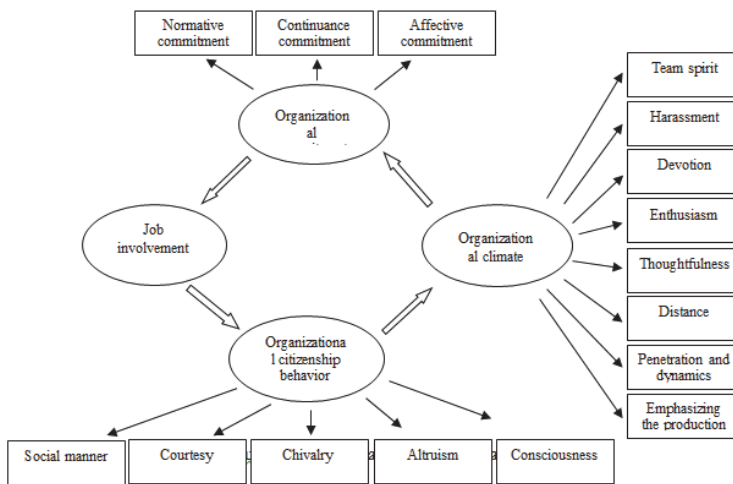 Normative
commitment
Continuance
commitment
Affective
commitment
Organization
al
Team spirit
Harassment
Devotion
Enthusiasm
Thoughtfulness
Distance
Penetration and
dynamics
Emphasizing
the production
Job
involvement
Organization
al climate
Organizationa
l citizenship
behavior
Social manner
Courtesy
Chivalry
Altruism
Consciousness